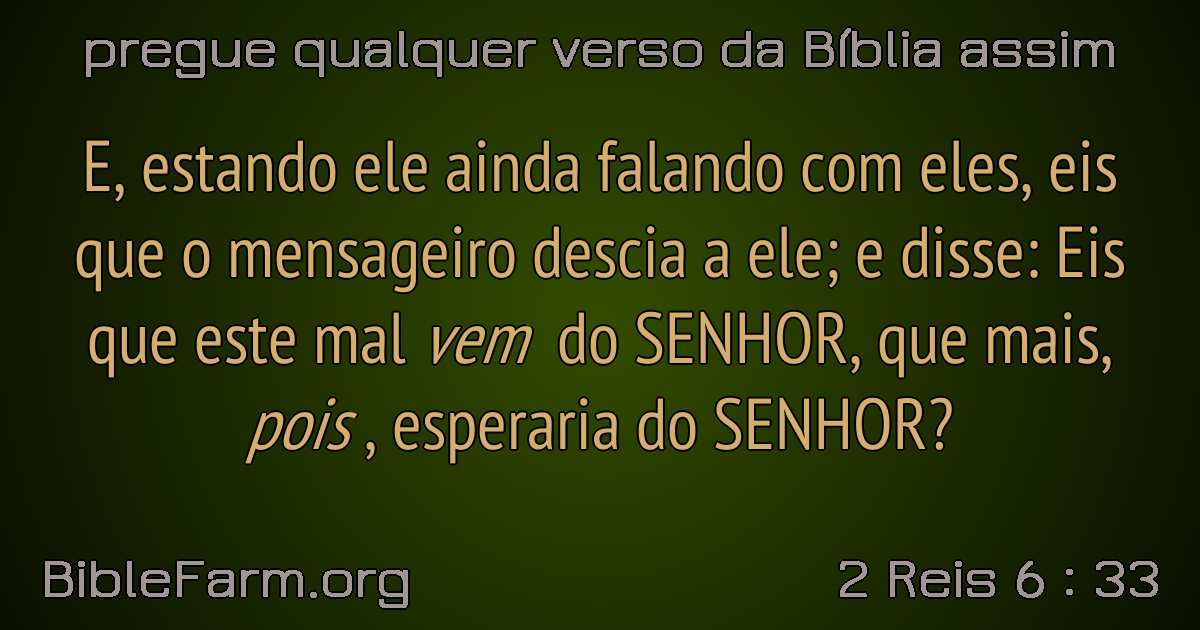 pregue qualquer verso da Bíblia assim
E, estando ele ainda falando com eles, eis
que o mensageiro descia a ele; e disse: Eis
que este mal vem do SENHOR, que mais,
pois , esperaria do SENHOR?
BibleFarm.org
2 Reis 6 : 33